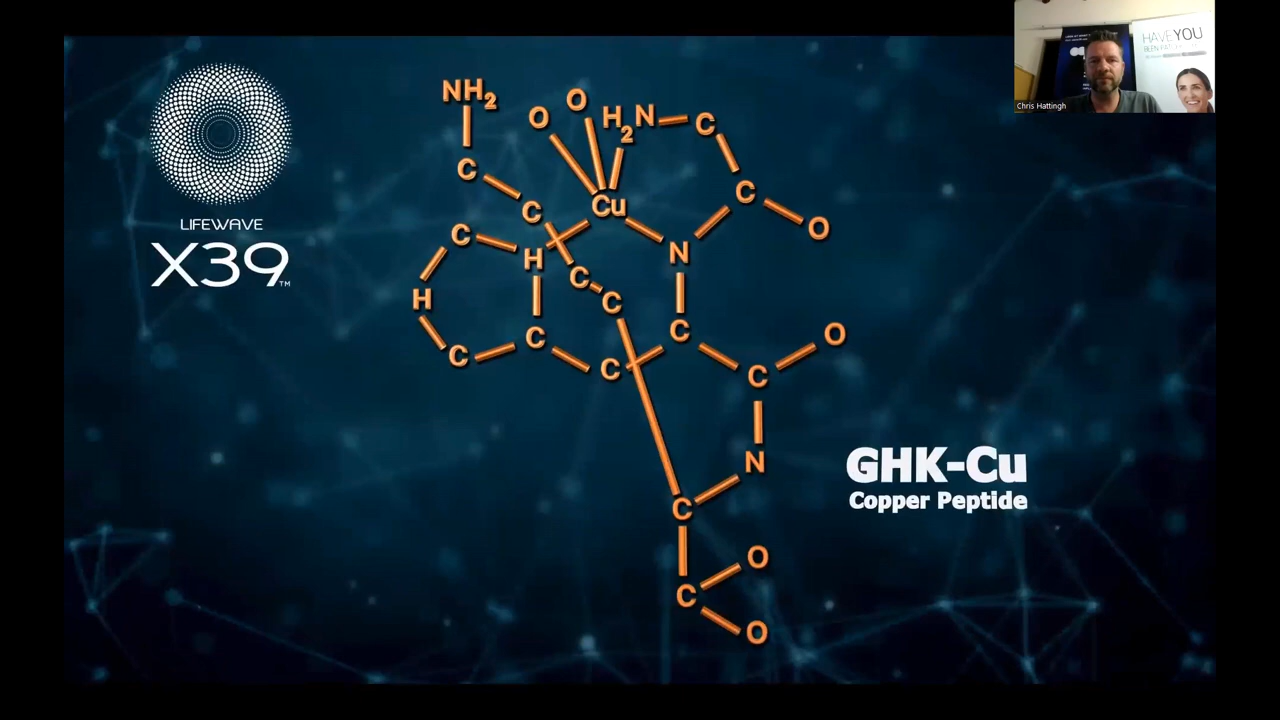 LIFEWAVE
X39™
NH₂
O
O
H₂N
C
C
C
Cu
C
O
C
H
N
C
H
C
C
O
C
C
C
C
N
C
O
C
O
GHK-Cu
Copper Peptide
HAVE YOU
Chris Hattingh